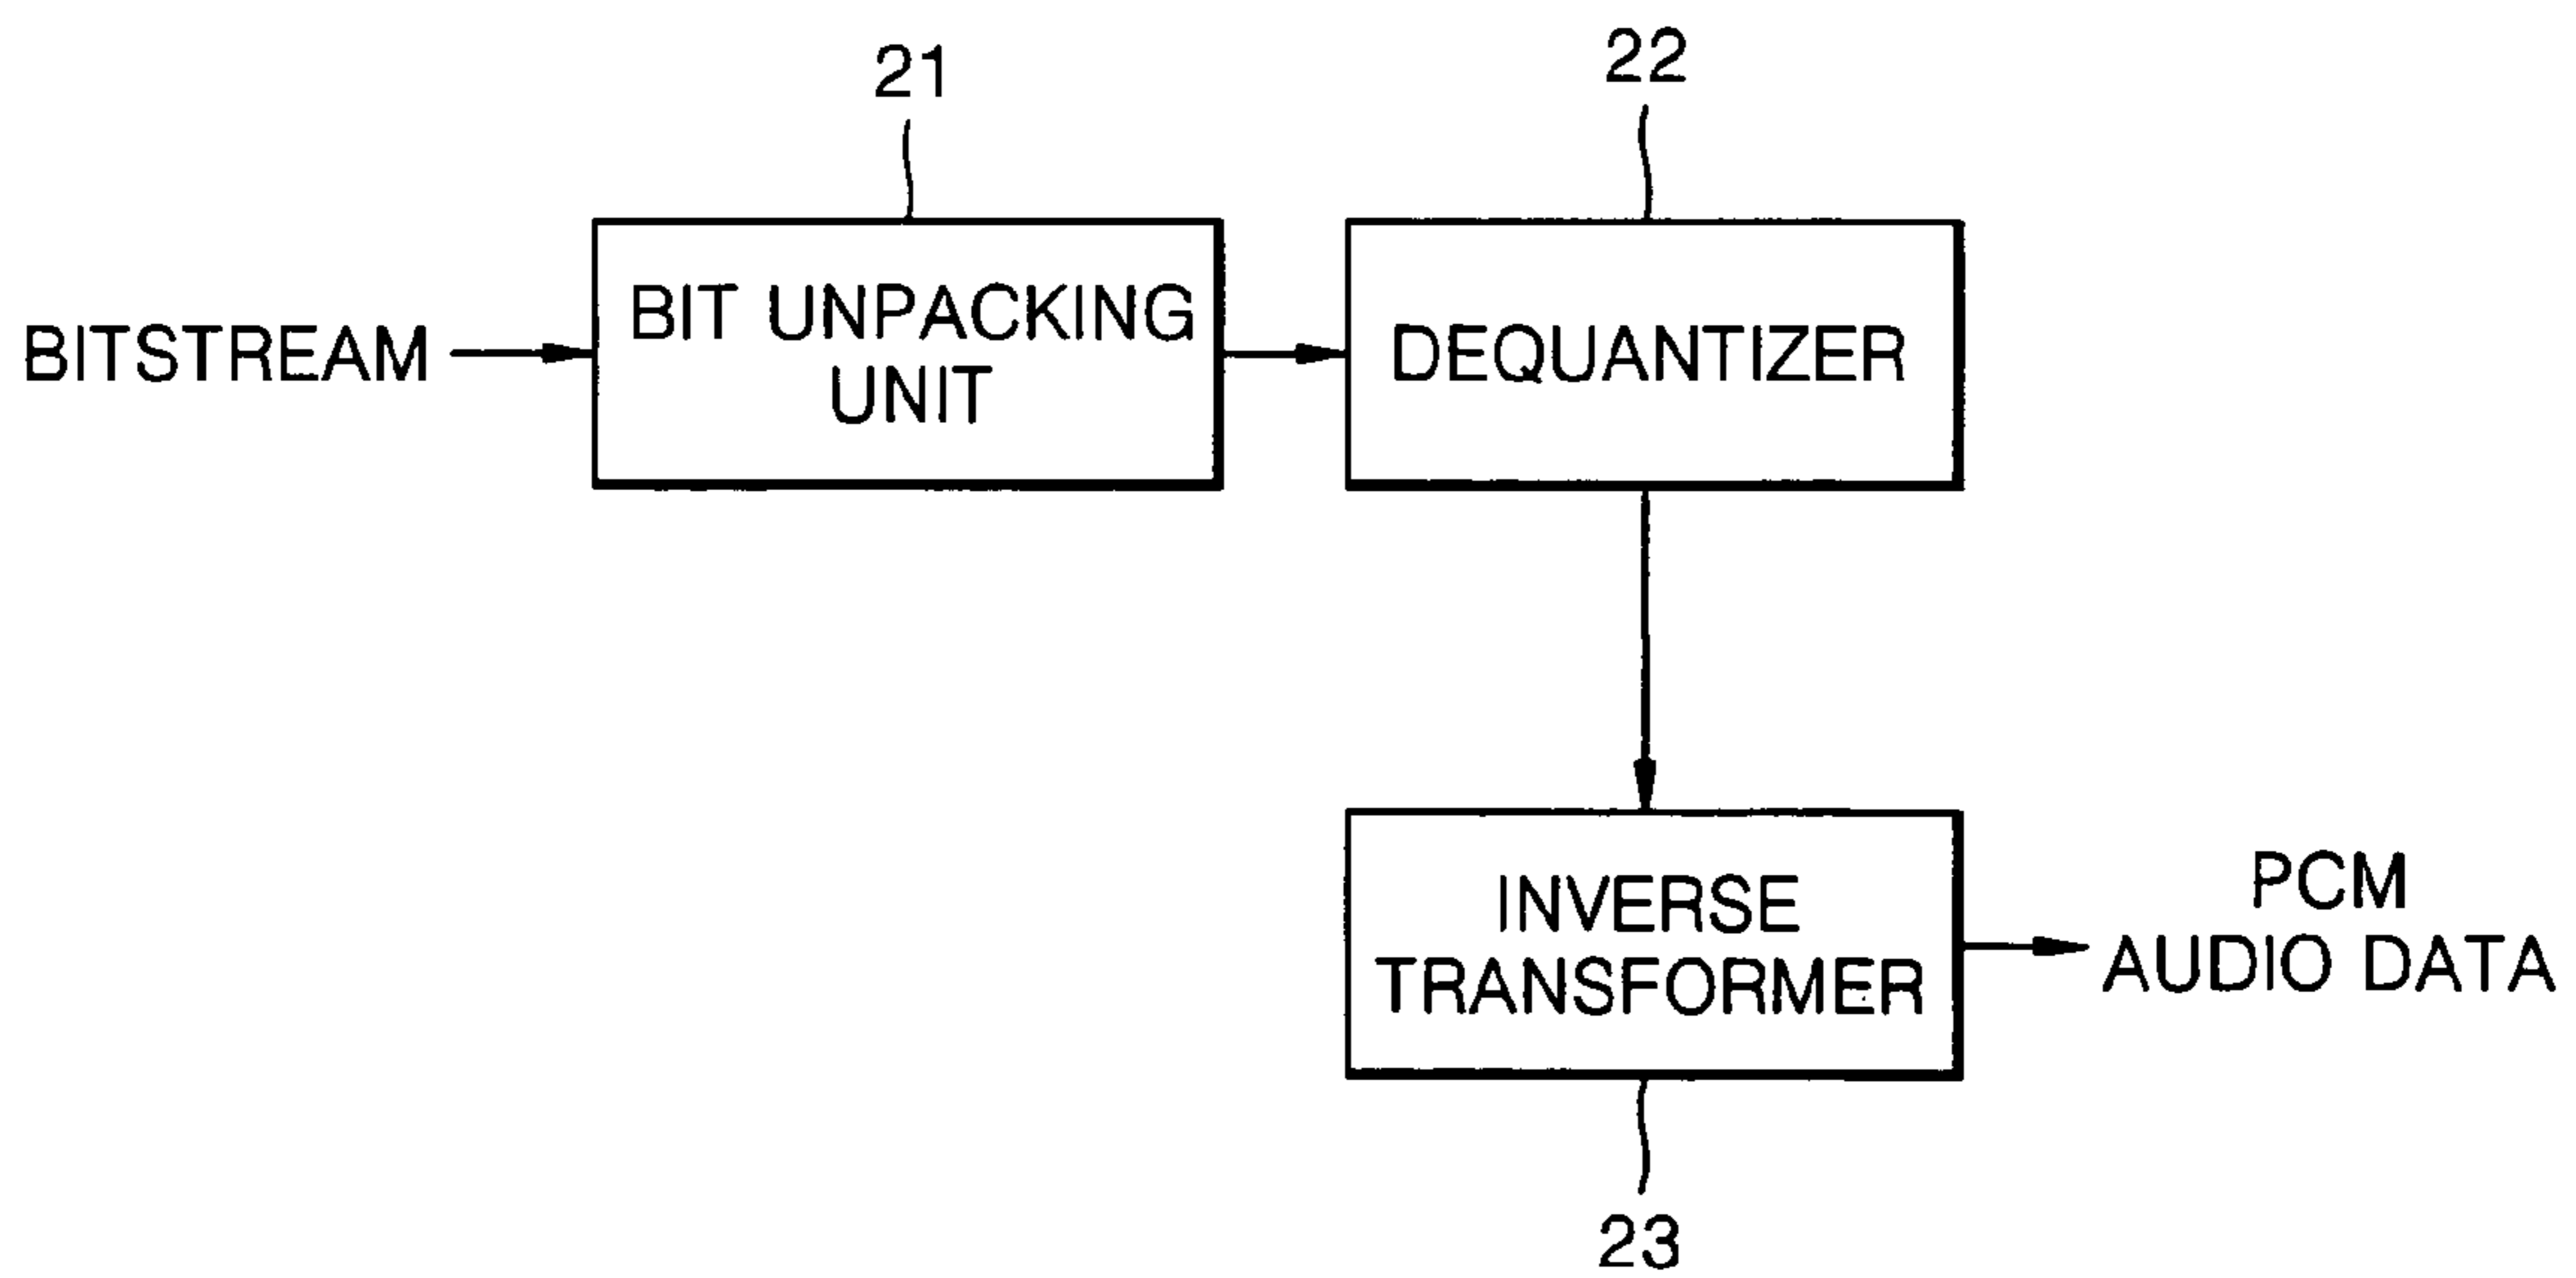 21
22
BITSTREAM
BIT UNPACKING
UNIT
DEQUANTIZER
INVERSE
TRANSFORMER
PCM
AUDIO DATA
23